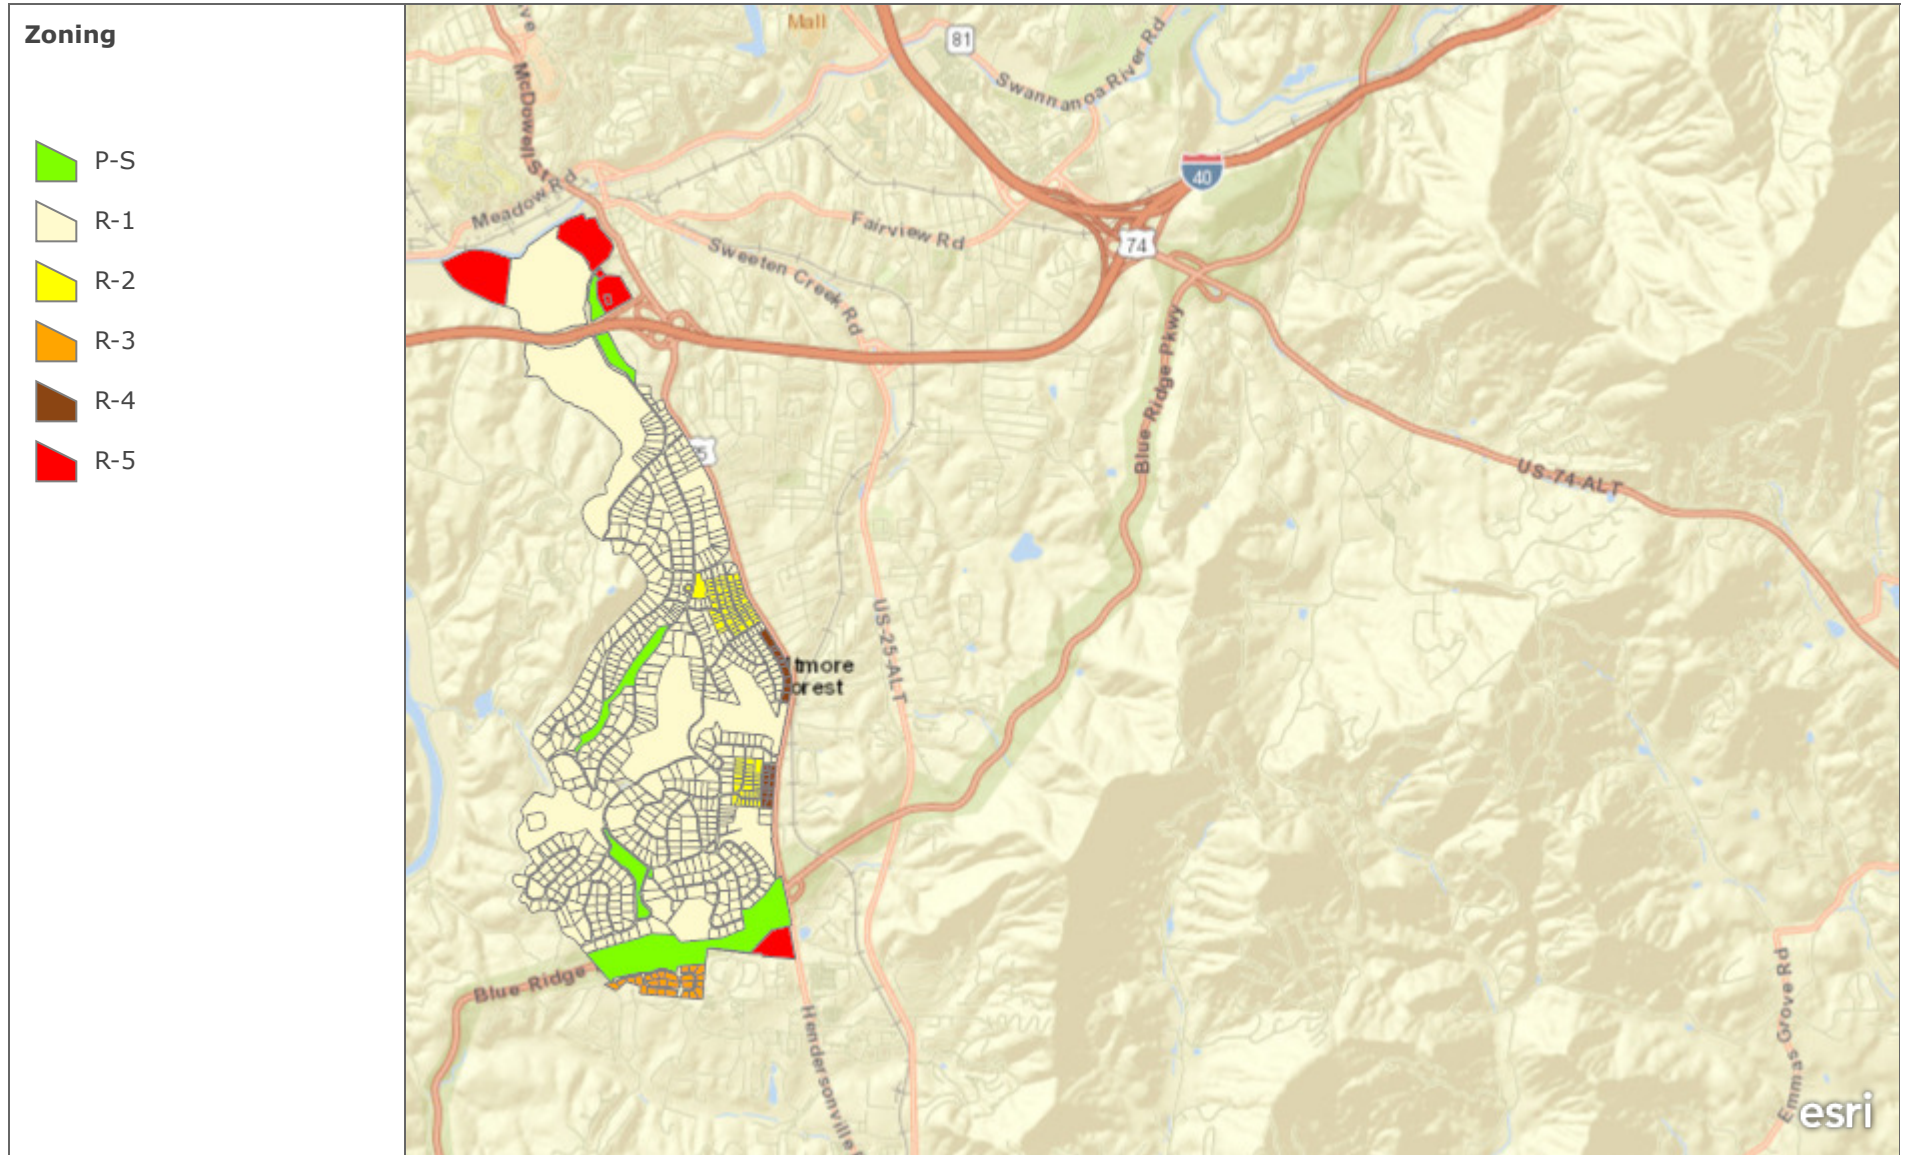 Zoning
P-S
R-1
R-2
R-3
R-4
R-5
Mall
81
Swannanoa River Rd
McDowell St
Meadow Rd
40
Fairview Rd
74
Sweeten Creek Rd
Blue Ridge Pkwy
5
US-74 ALT
US-25 ALT
tmore
orest
Blue Ridge
Hendersonville
Emmas Grove Rd
esri